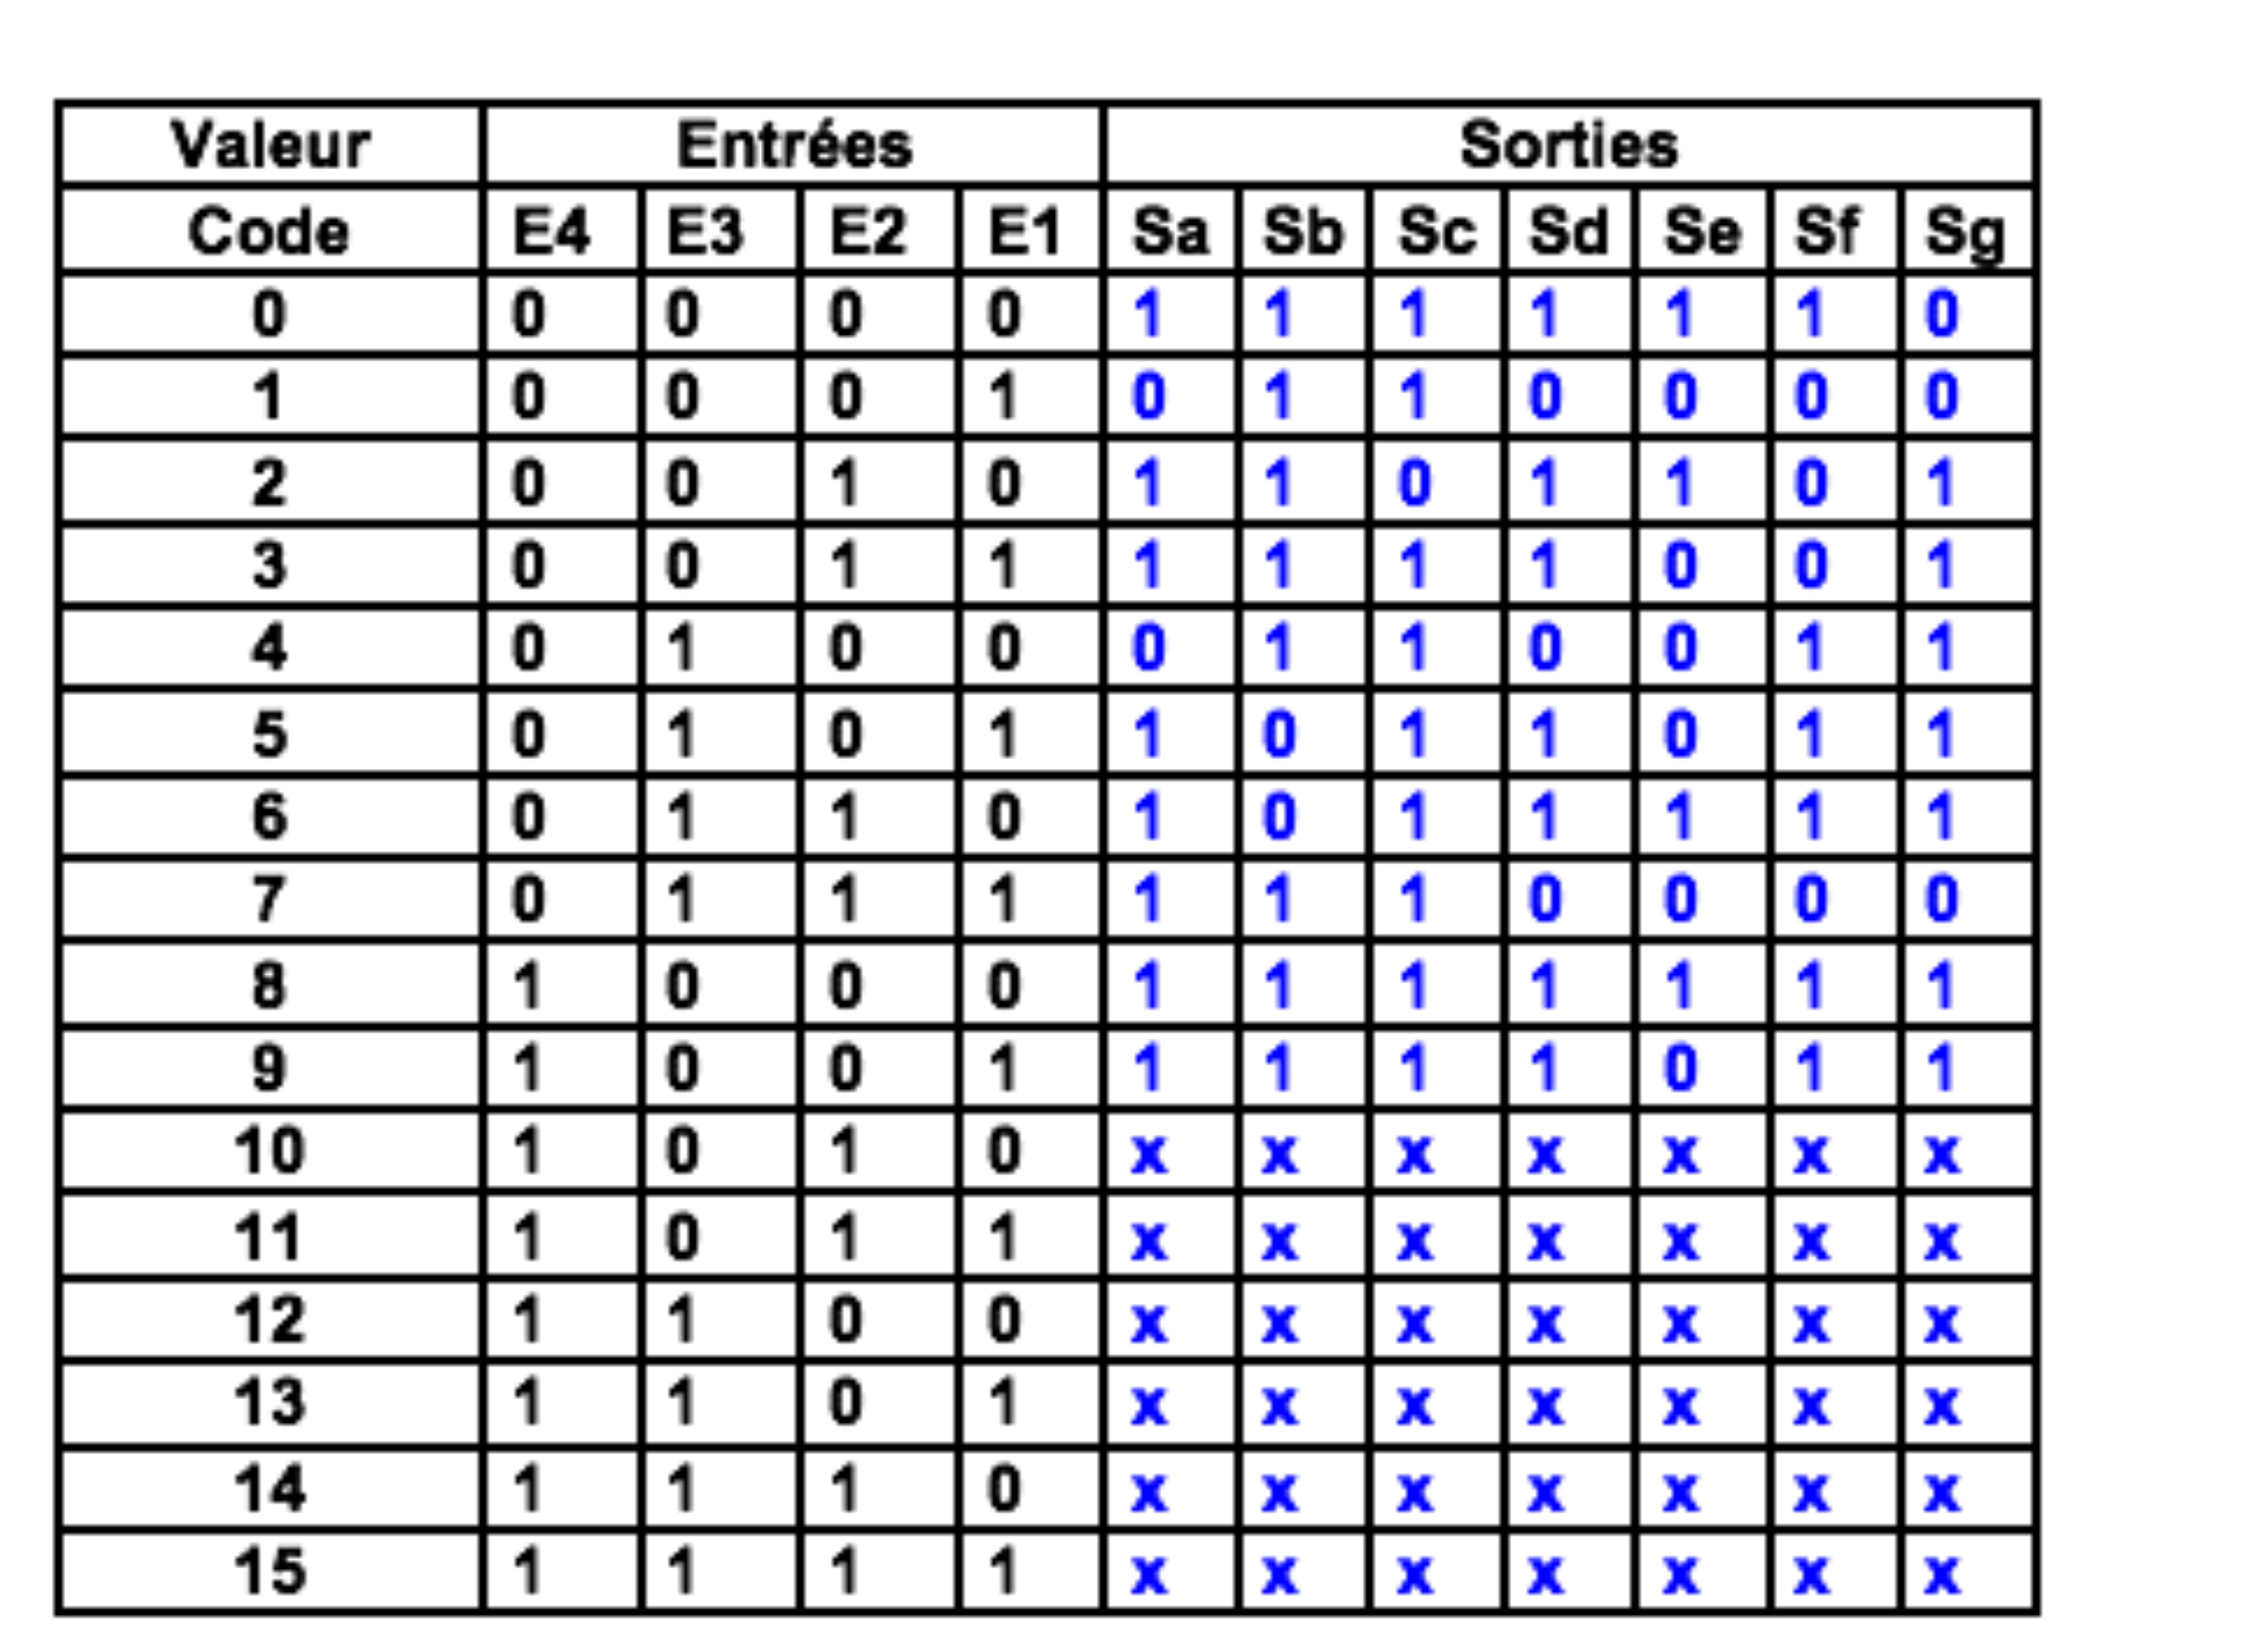 Valeur Entrées Sorties
Code E4 E3 E2 E1 Sa Sb Sc Sd Se Sf Sg
0 0 0 0 0 1 1 1 1 1 1 0
1 0 0 0 1 0 1 1 0 0 0 0
2 0 0 1 0 1 1 0 1 1 0 1
3 0 0 1 1 1 1 1 1 0 0 1
4 0 1 0 0 0 1 1 0 0 1 1
5 0 1 0 1 1 0 1 1 0 1 1
6 0 1 1 0 1 0 1 1 1 1 1
7 0 1 1 1 1 1 1 0 0 0 0
8 1 0 0 0 1 1 1 1 1 1 1
9 1 0 0 1 1 1 1 1 0 1 1
10 1 0 1 0 x x x x x x x
11 1 0 1 1 x x x x x x x
12 1 1 0 0 x x x x x x x
13 1 1 0 1 x x x x x x x
14 1 1 1 0 x x x x x x x
15 1 1 1 1 x x x x x x x